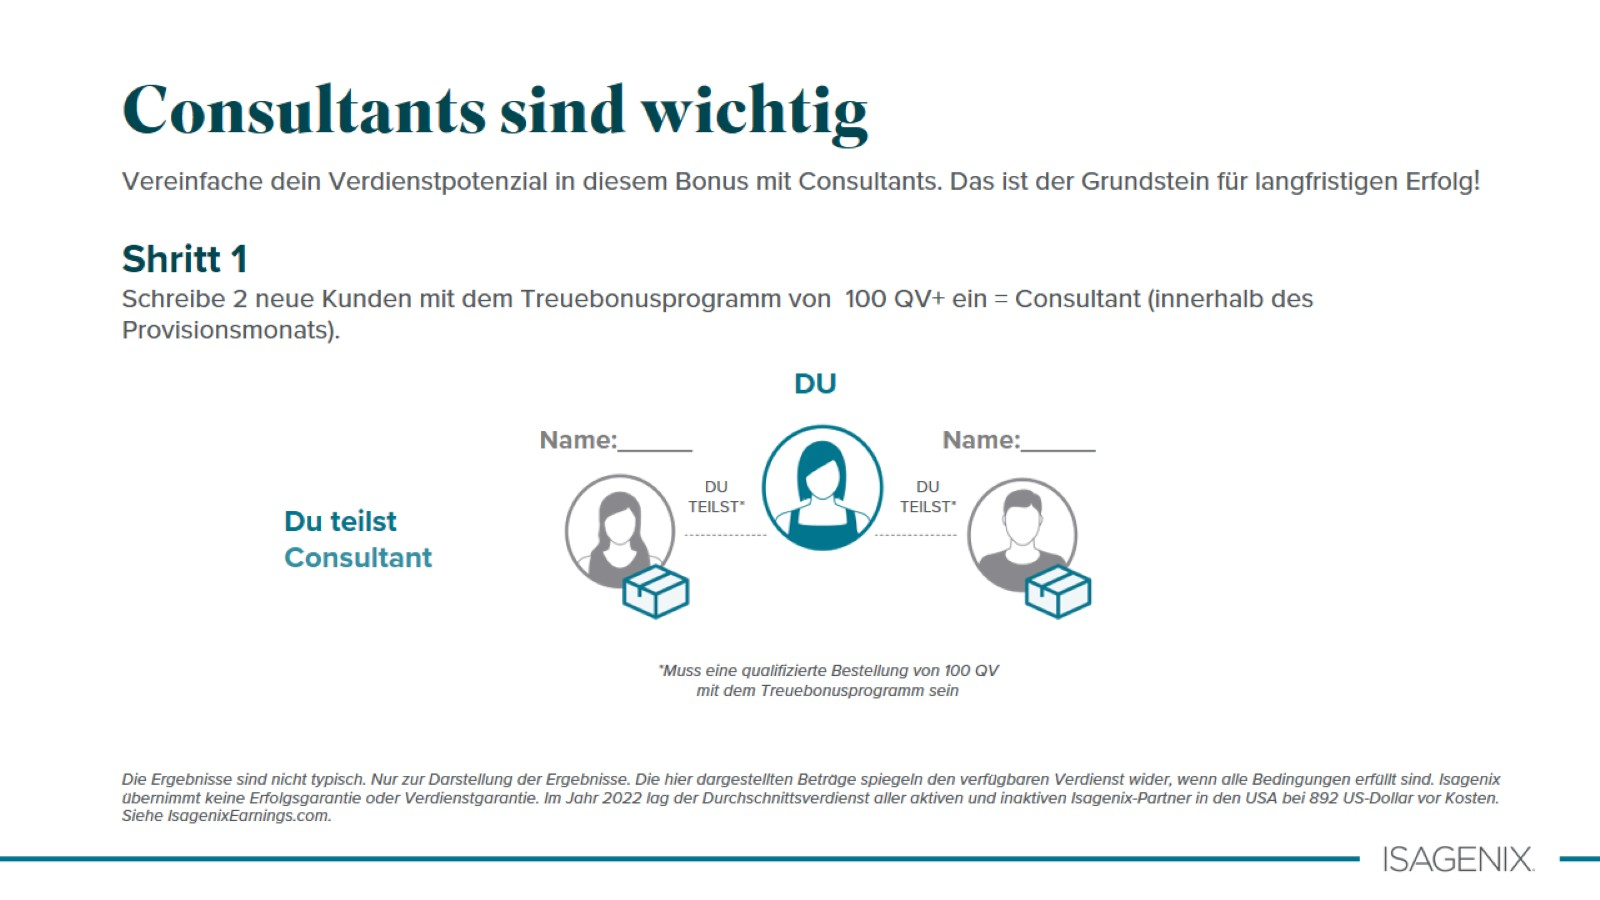 Consultants sind wichtig
Vereinfache dein Verdienstpotenzial in diesem Bonus mit Consultants. Das ist der Grundstein für langfristigen Erfolg!
Shritt 1
Schreibe 2 neue Kunden mit dem Treuebonusprogramm von  100 QV+ ein = Consultant (innerhalb des
Provisionsmonats).
DU
Name:_____
Name:_____
DU
TEILST*
DU
TEILST*
Du teilst
Consultant
*Muss eine qualifizierte Bestellung von 100 QV
mit dem Treuebonusprogramm sein
Die Ergebnisse sind nicht typisch. Nur zur Darstellung der Ergebnisse. Die hier dargestellten Beträge spiegeln den verfügbaren Verdienst wider, wenn alle Bedingungen erfüllt sind. Isagenix
übernimmt keine Erfolgsgarantie oder Verdienstgarantie. Im Jahr 2022 lag der Durchschnittsverdienst aller aktiven und inaktiven Isagenix-Partner in den USA bei 892 US-Dollar vor Kosten.
Siehe IsagenixEarnings.com.
ISAGENIX